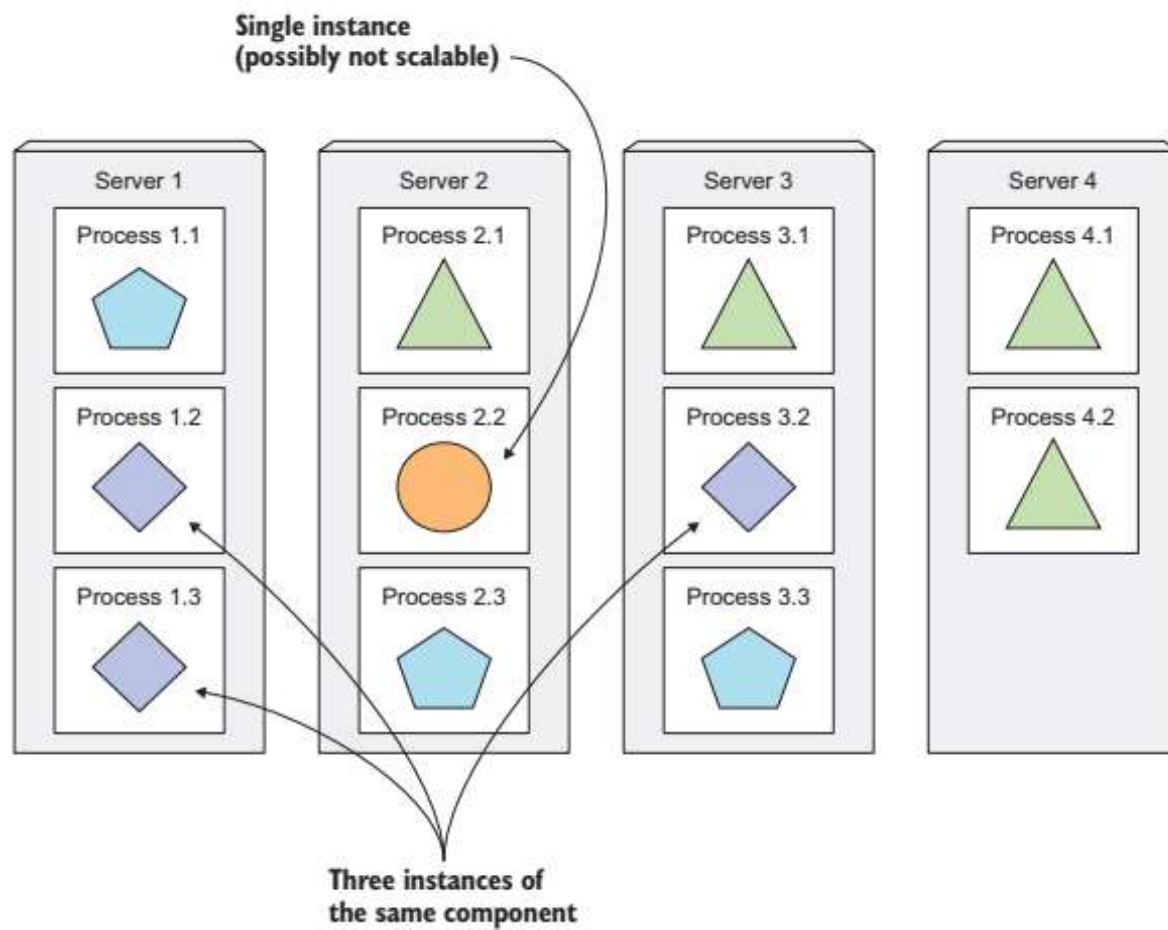 Single instance
(possibly not scalable)
Server 1
Process 1.1
Process 1.2
Process 1.3
Server 2
Process 2.1
Process 2.2
Process 2.3
Server 3
Process 3.1
Process 3.2
Process 3.3
Server 4
Process 4.1
Process 4.2
Three instances of
the same component